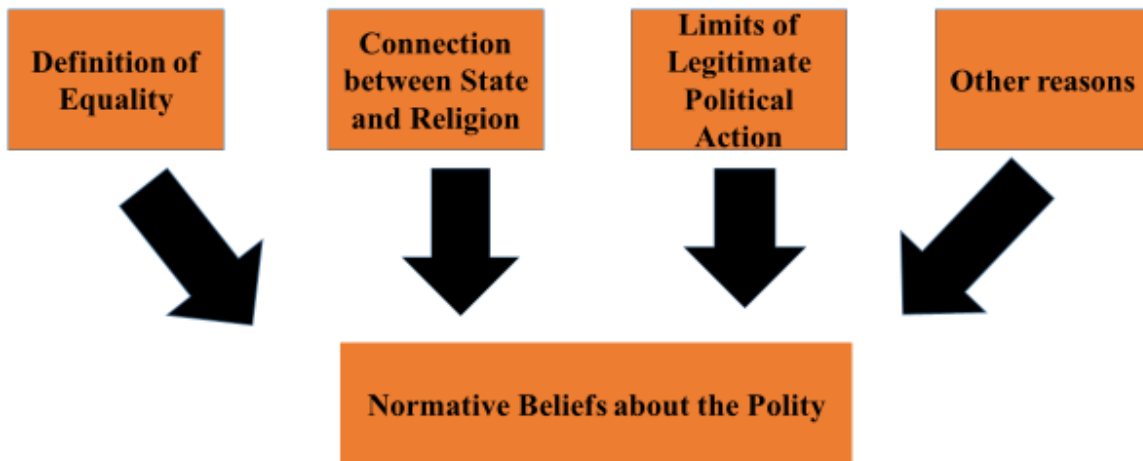 Definition of
Equality
Connection
between State
and Religion
Limits of
Legitimate
Political
Action
Other reasons
Normative Beliefs about the Polity